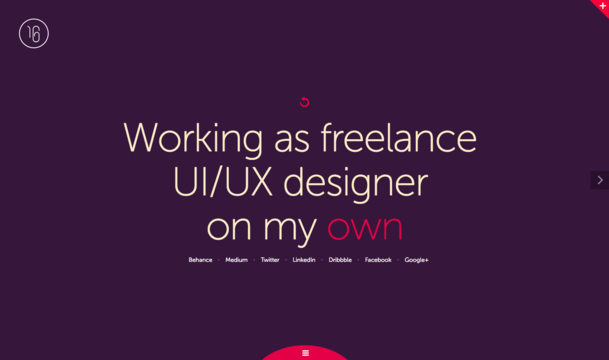 16
Working as freelance
UI/UX designer
on my own
Behance · Medium · Twitter · LinkedIn · Dribbble · Facebook · Google+